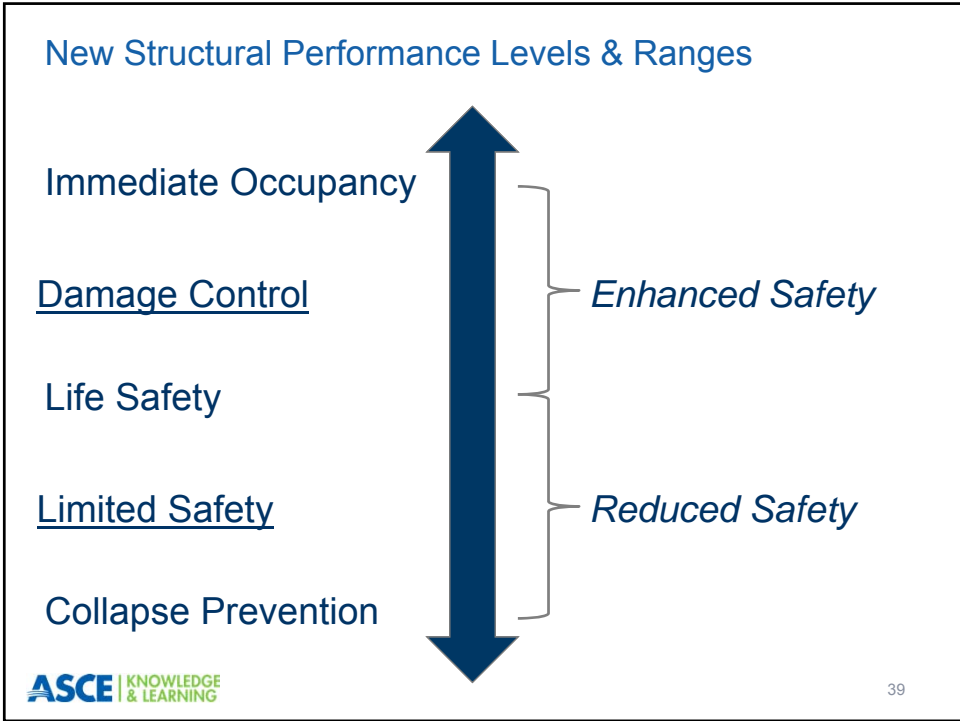 New Structural Performance Levels & Ranges
Immediate Occupancy
Damage Control
Enhanced Safety
Life Safety
Limited Safety
Reduced Safety
Collapse Prevention
ASCE | KNOWLEDGE
& LEARNING
39